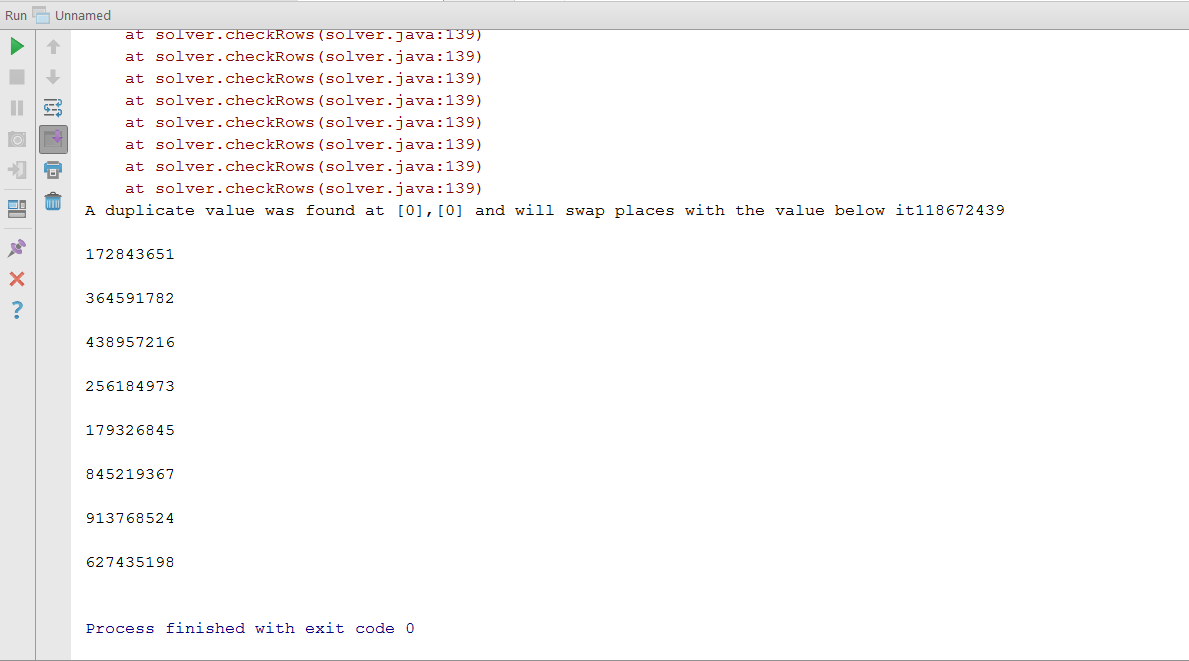 Run Unnamed
at solver.checkRows(solver.java:139)
at solver.checkRows(solver.java:139)
at solver.checkRows(solver.java:139)
at solver.checkRows(solver.java:139)
at solver.checkRows(solver.java:139)
at solver.checkRows(solver.java:139)
at solver.checkRows(solver.java:139)
at solver.checkRows(solver.java:139)
A duplicate value was found at [0],[0] and will swap places with the value below it118672439
172843651
364591782
438957216
256184973
179326845
845219367
913768524
627435198
Process finished with exit code 0